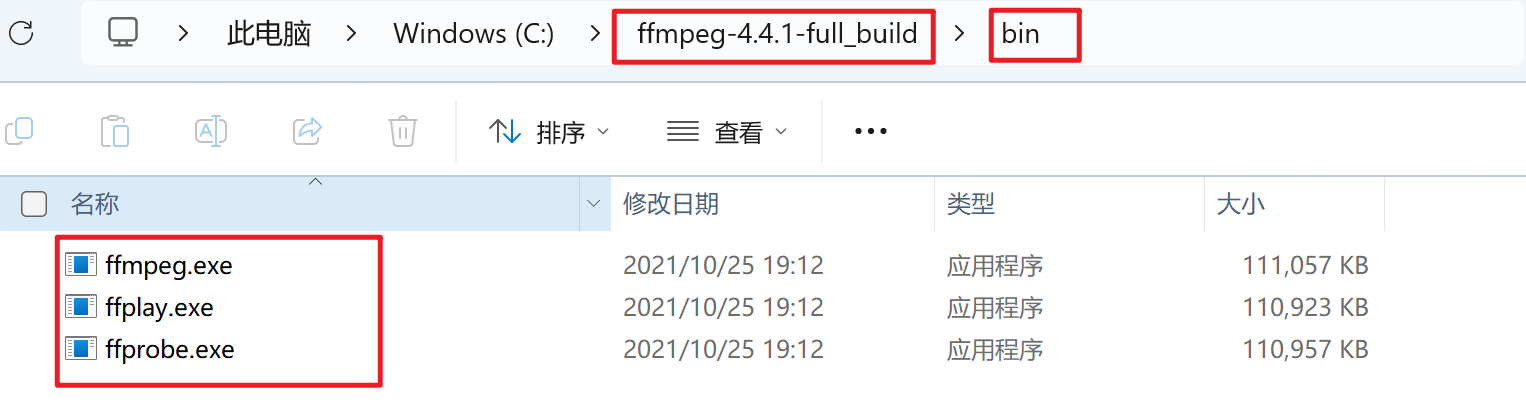 此电脑 > Windows (C:) > ffmpeg-4.4.1-full_build > bin
排序 查看
名称 修改日期 类型 大小
ffmpeg.exe 2021/10/25 19:12 应用程序 111,057 KB
ffplay.exe 2021/10/25 19:12 应用程序 110,923 KB
ffprobe.exe 2021/10/25 19:12 应用程序 110,957 KB